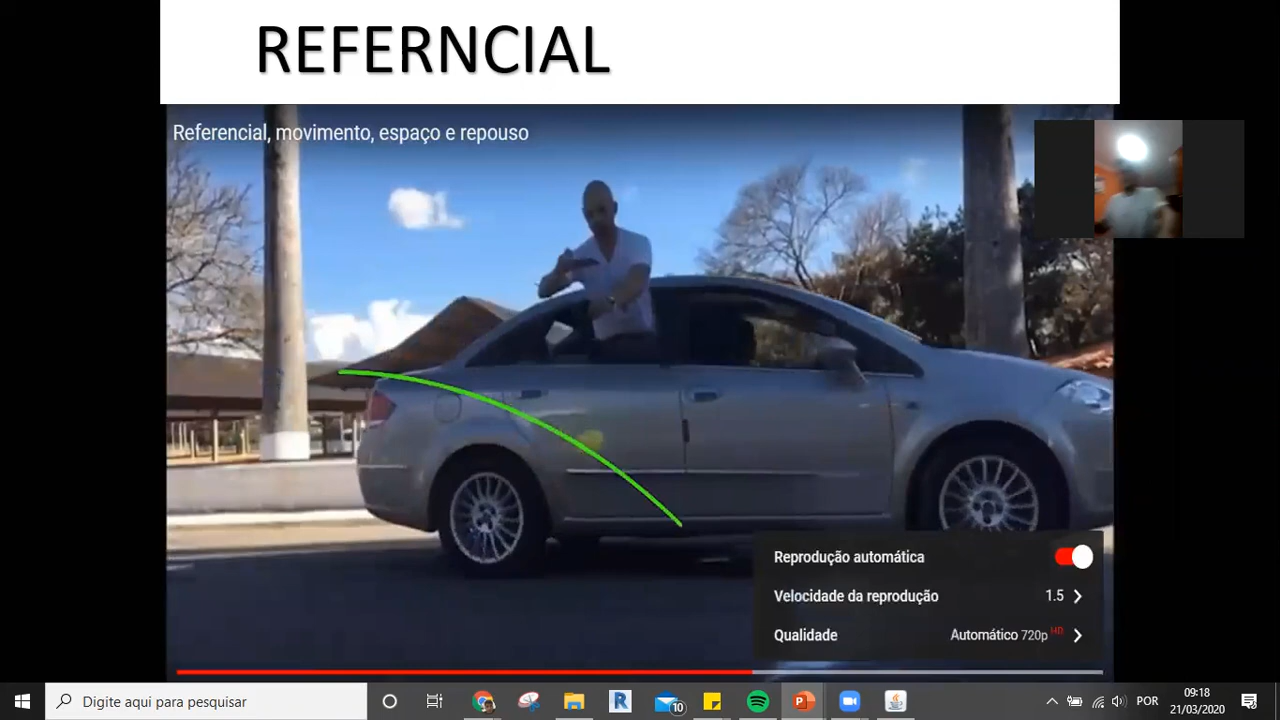 REFERNCIAL
Referencial, movimento, espaço e repouso
Reprodução automática
Velocidade da reprodução 1.5
Qualidade Automático 720p HD
Digite aqui para pesquisar
10
POR
09:18
21/03/2020